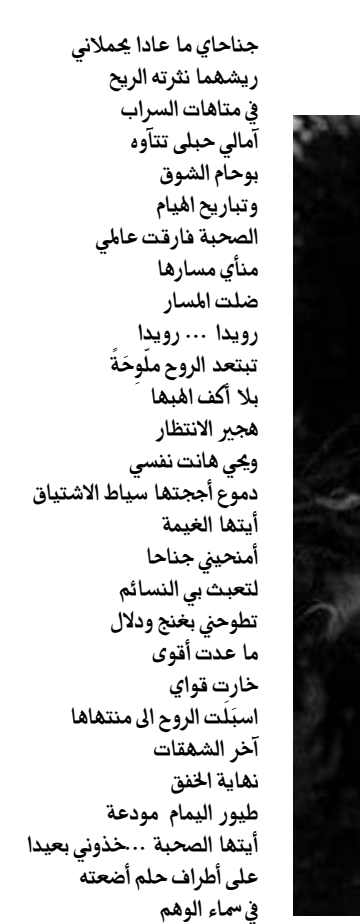 جناحاي ما عادا يحملاني
ريشهما نثرته الريح
في متاهات السراب
آمالي حبلى تتآوه
بوحام الشوق
وتباريح الهيام
الصحبة فارقت عالمي
منأي مسارها
ضلت المسار
رويدا ... رويدا
تبتعد الروح ملّوِحَةً
بلا أكف الهبها
هجير الانتظار
ويحي هانت نفسي
دموع أججتها سياط الاشتياق
أيتها الغيمة
أمنحيني جناحا
لتعبث بي النسائم
تطوحني بغنج ودلال
ما عدت أقوى
خارت قواي
اسبَلَت الروح الى منتهاها
آخر الشهقات
نهاية الخفق
طيور اليمام مودعة
أيتها الصحبة ...خذوني بعيدا
على أطراف حلم أضعته
في سماء الوهم